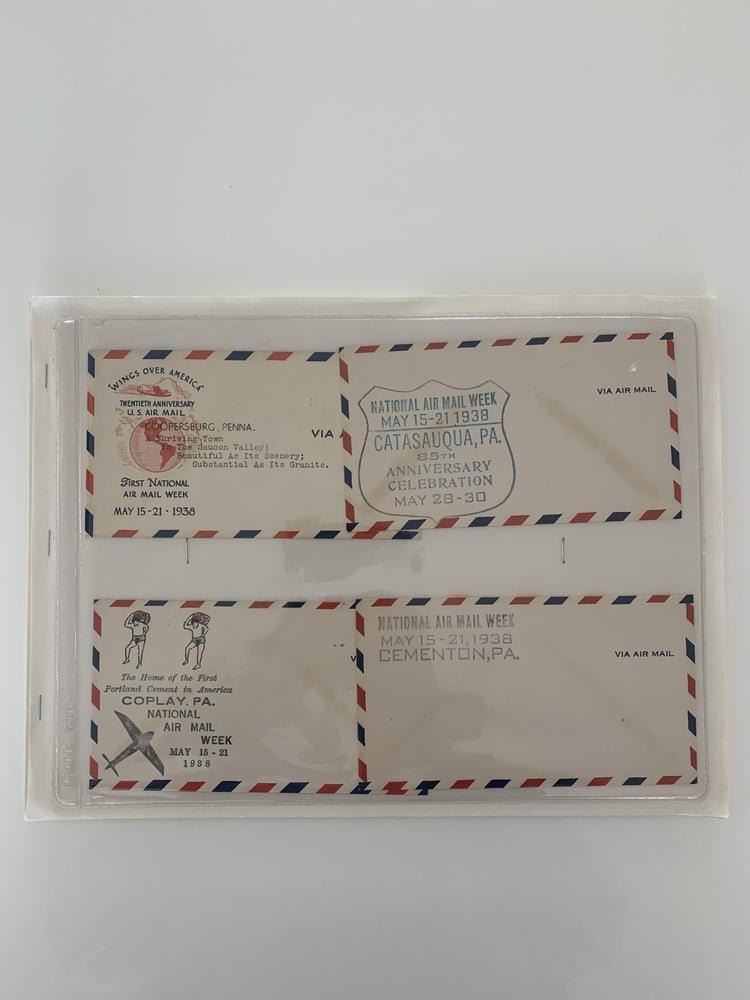 "WINGS OVER AMERICA"
TWENTIETH ANNIVERSARY
U.S. AIR MAIL
COOPERSBURG, PENNA.
A Thriving Town
In The Saucon Valley;
Beautiful As Its Scenery;
Substantial As Its Granite.
VIA
FIRST NATIONAL
AIR MAIL WEEK
MAY 15-21 · 1938
NATIONAL AIR MAIL WEEK
MAY 15-21, 1938
CATASAUQUA, PA.
85TH
ANNIVERSARY
CELEBRATION
MAY 28-30
VIA AIR MAIL
The Home of the First
Portland Cement in America
COPLAY, PA.
NATIONAL
AIR MAIL
WEEK
MAY 15 - 21
1938
V
NATIONAL AIR MAIL WEEK
MAY 15-21, 1938
CEMENTON, PA.
VIA AIR MAIL